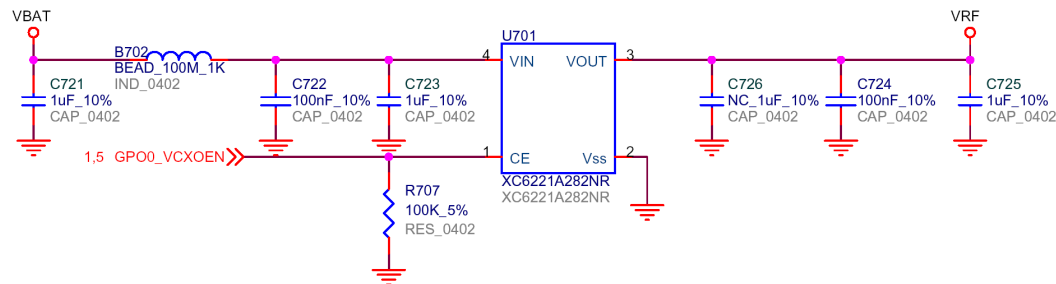 VBAT
VRF
U701
B702
BEAD_100M_1K
IND_0402
4
VIN
VOUT
3
C721
1uF_10%
CAP_0402
C722
100nF_10%
CAP_0402
C723
1uF_10%
CAP_0402
C726
NC_1uF_10%
CAP_0402
C724
100nF_10%
CAP_0402
C725
1uF_10%
CAP_0402
1,5 GPO0_VCXOEN
1
CE
Vss
2
XC6221A282NR
XC6221A282NR
R707
100K_5%
RES_0402